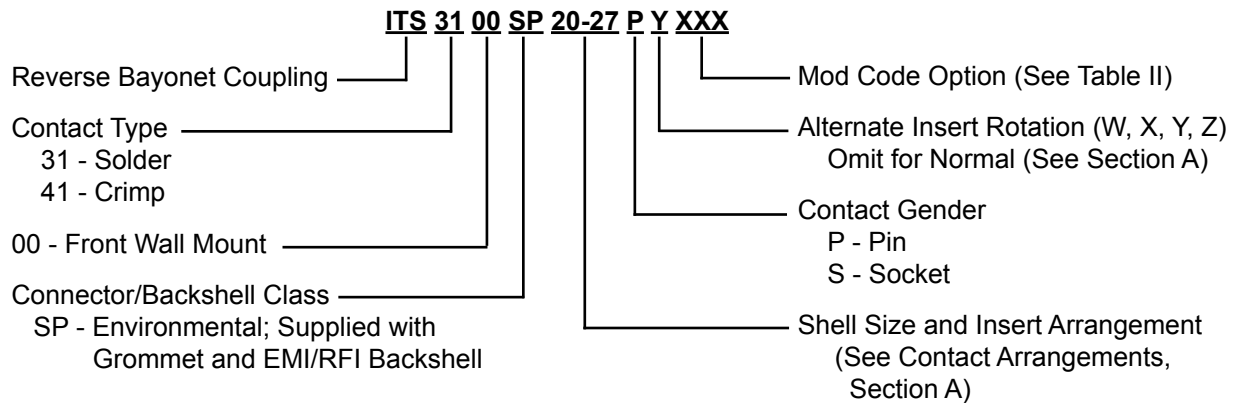 ITS 31 00 SP 20-27 P Y XXX
Reverse Bayonet Coupling
Contact Type
31 - Solder
41 - Crimp
00 - Front Wall Mount
Connector/Backshell Class
SP - Environmental; Supplied with
Grommet and EMI/RFI Backshell
Mod Code Option (See Table II)
Alternate Insert Rotation (W, X, Y, Z)
Omit for Normal (See Section A)
Contact Gender
P - Pin
S - Socket
Shell Size and Insert Arrangement
(See Contact Arrangements,
Section A)